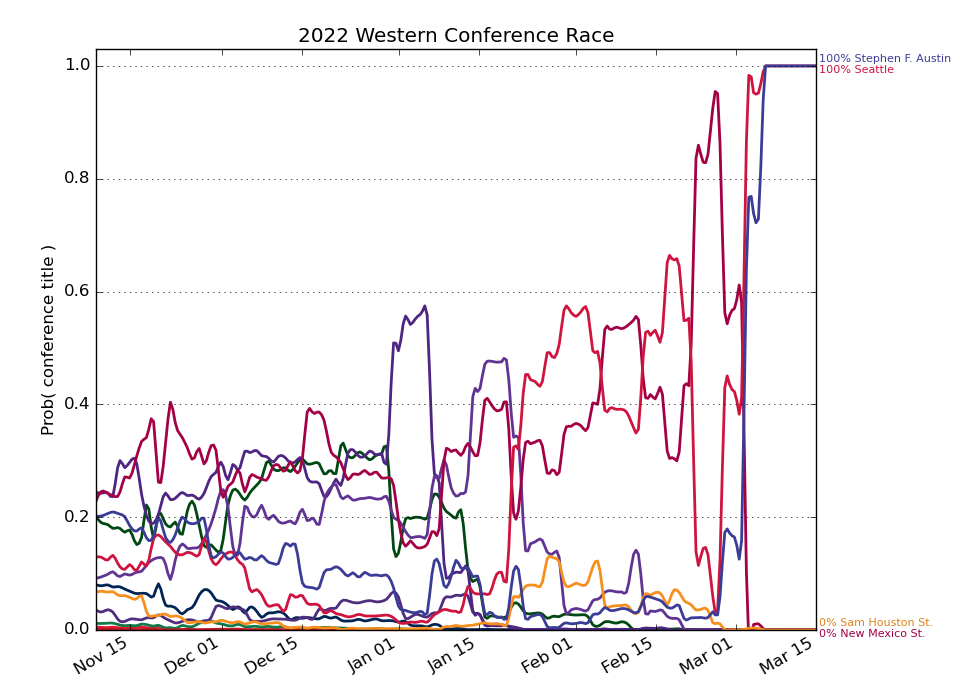 2022 Western Conference Race
Prob( conference title )
1.0
0.8
0.6
0.4
0.2
0.0
Nov 15
Dec 01
Dec 15
Jan 01
Jan 15
Feb 01
Feb 15
Mar 01
Mar 15
100% Stephen F. Austin
100% Seattle
0% Sam Houston St.
0% New Mexico St.